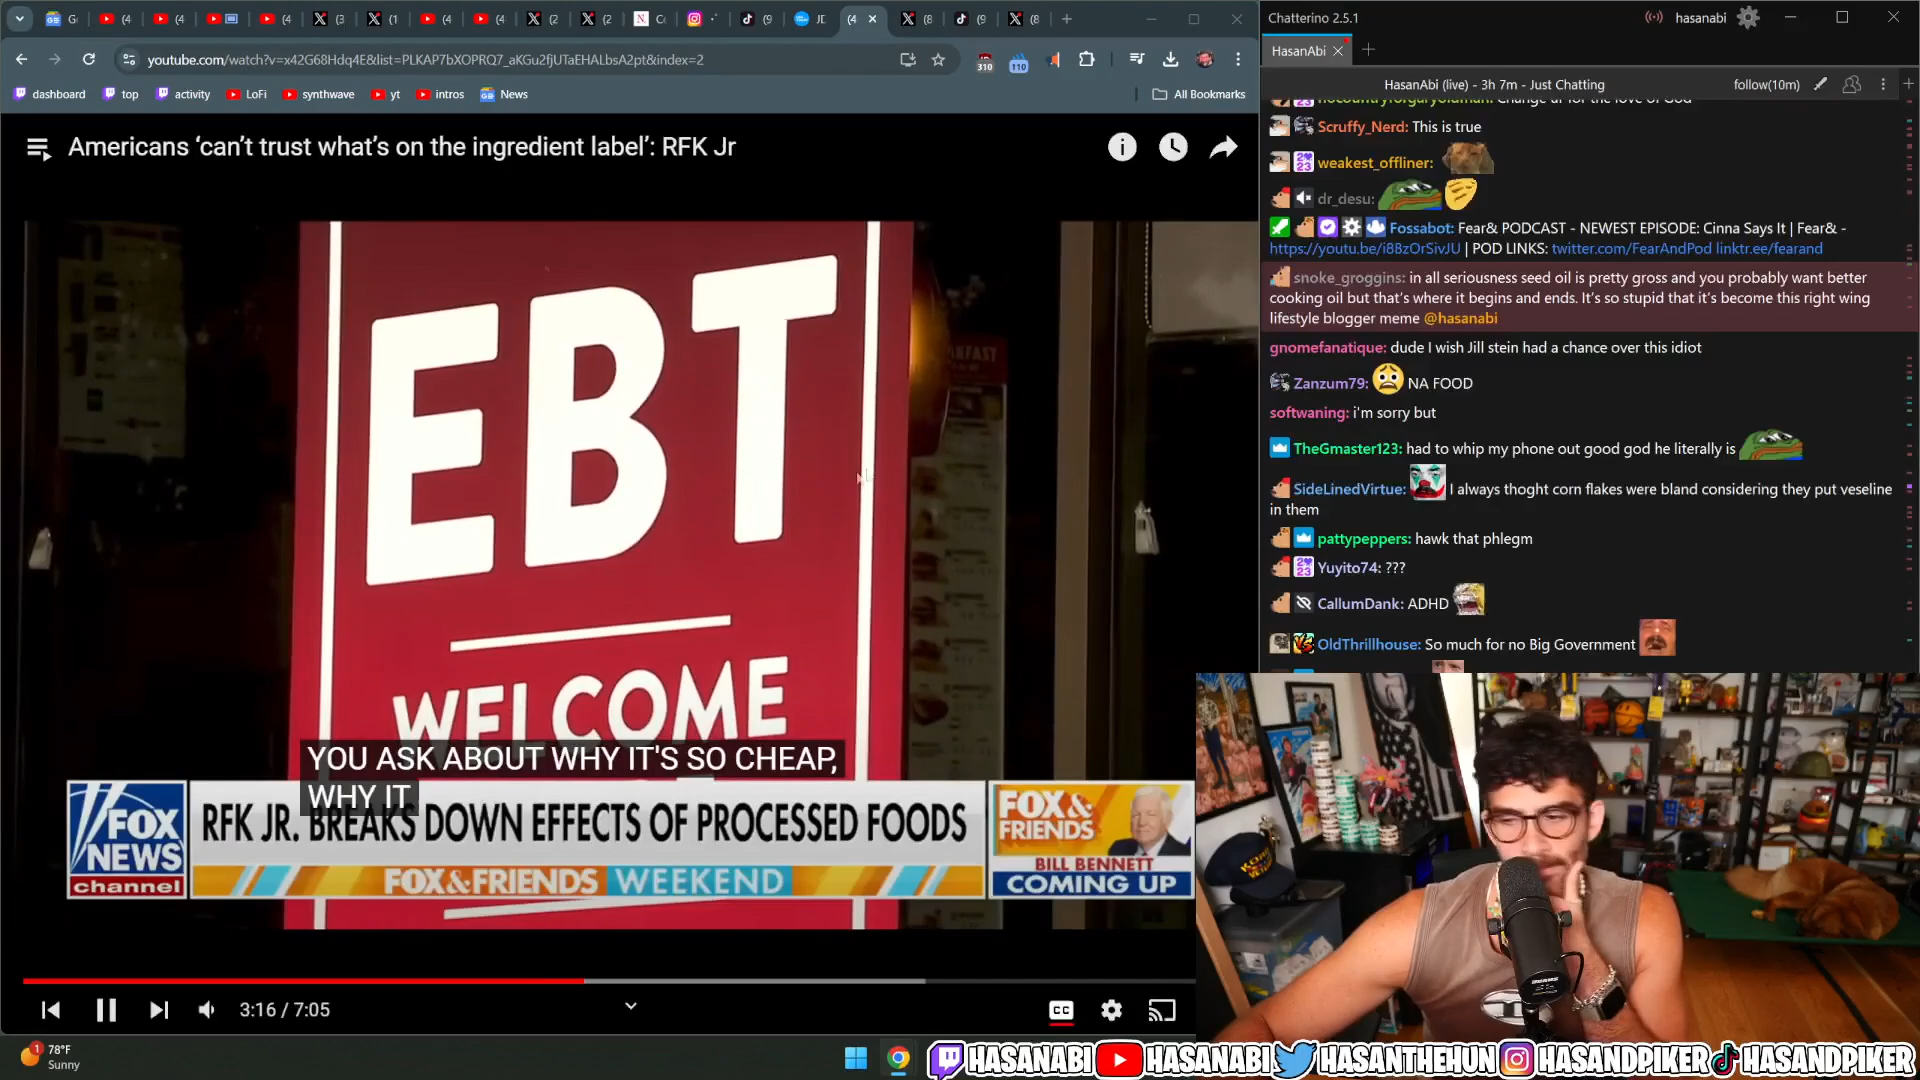 Chatterino 2.5.1
hasanabi
youtube.com/watch?v=x42G68Hdq4E&list=PLKAP7bXOPRQ7_aKGu2fjUTaEHALbsA2pt&index=2
310
110
HasanAbi
dashboard
top
activity
LoFi
synthwave
yt
intros
News
All Bookmarks
HasanAbi (live) - 3h 7m - Just Chatting
follow(10m)
Americans ‘can’t trust what’s on the ingredient label’: RFK Jr
Scruffy_Nerd: This is true
weakest_offliner:
dr_desu:
Fossabot: Fear& PODCAST - NEWEST EPISODE: Cinna Says It | Fear& -
https://youtu.be/i8BzOrSivJU | POD LINKS: twitter.com/FearAndPod linktr.ee/fearand
snoke_groggins: in all seriousness seed oil is pretty gross and you probably want better
cooking oil but that’s where it begins and ends. It’s so stupid that it’s become this right wing
lifestyle blogger meme @hasanabi
gnomefanatique: dude I wish Jill stein had a chance over this idiot
Zanzum79: NA FOOD
softwaning: i'm sorry but
TheGmaster123: had to whip my phone out good god he literally is
SideLinedVirtue: I always thoght corn flakes were bland considering they put veseline
in them
pattypeppers: hawk that phlegm
Yuyito74: ???
CallumDank: ADHD
OldThrillhouse: So much for no Big Government
EBT
WELCOME
YOU ASK ABOUT WHY IT'S SO CHEAP,
WHY IT
FOX
NEWS
channel
RFK JR. BREAKS DOWN EFFECTS OF PROCESSED FOODS
FOX&FRIENDS WEEKEND
FOX&
FRIENDS
BILL BENNETT
COMING UP
3:16 / 7:05
CC
1
78°F
Sunny
HASANABI
HASANABI
HASANTHEHUN
HASANDPIKER
HASANDPIKER